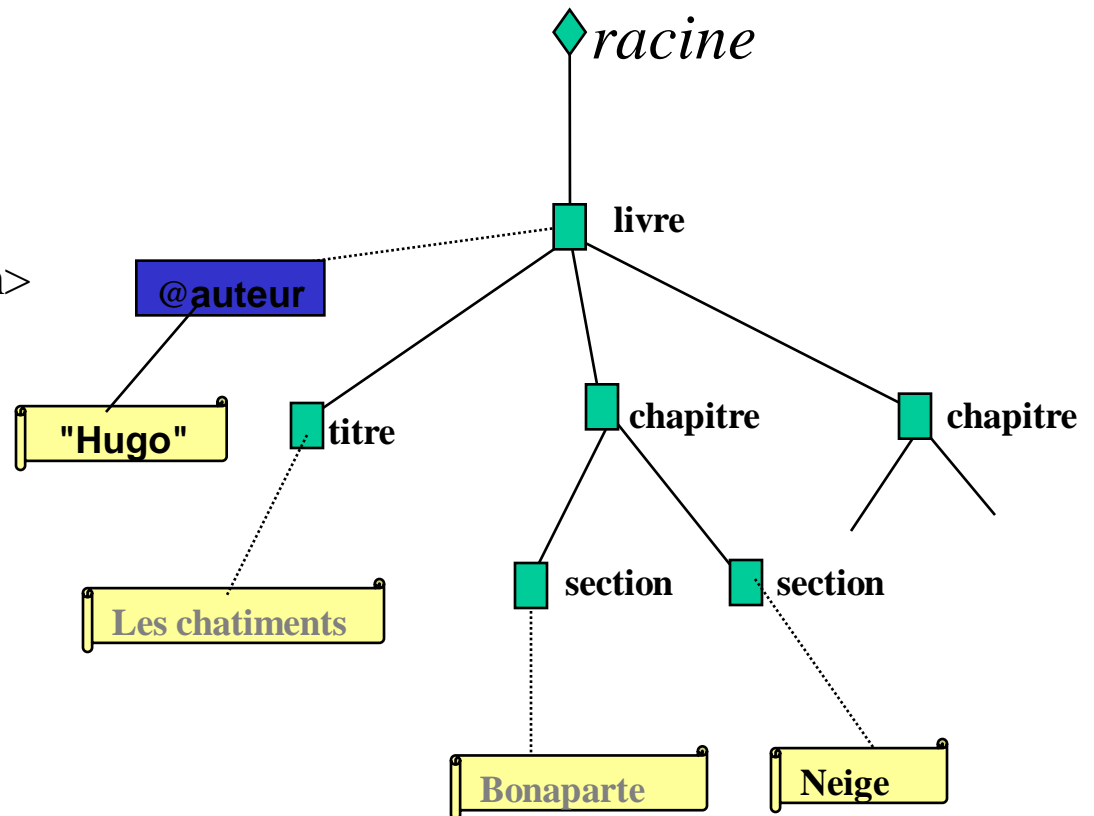 racine
livre
>
@auteur
"Hugo"
titre
chapitre
chapitre
section
section
Les chatiments
Bonaparte
Neige